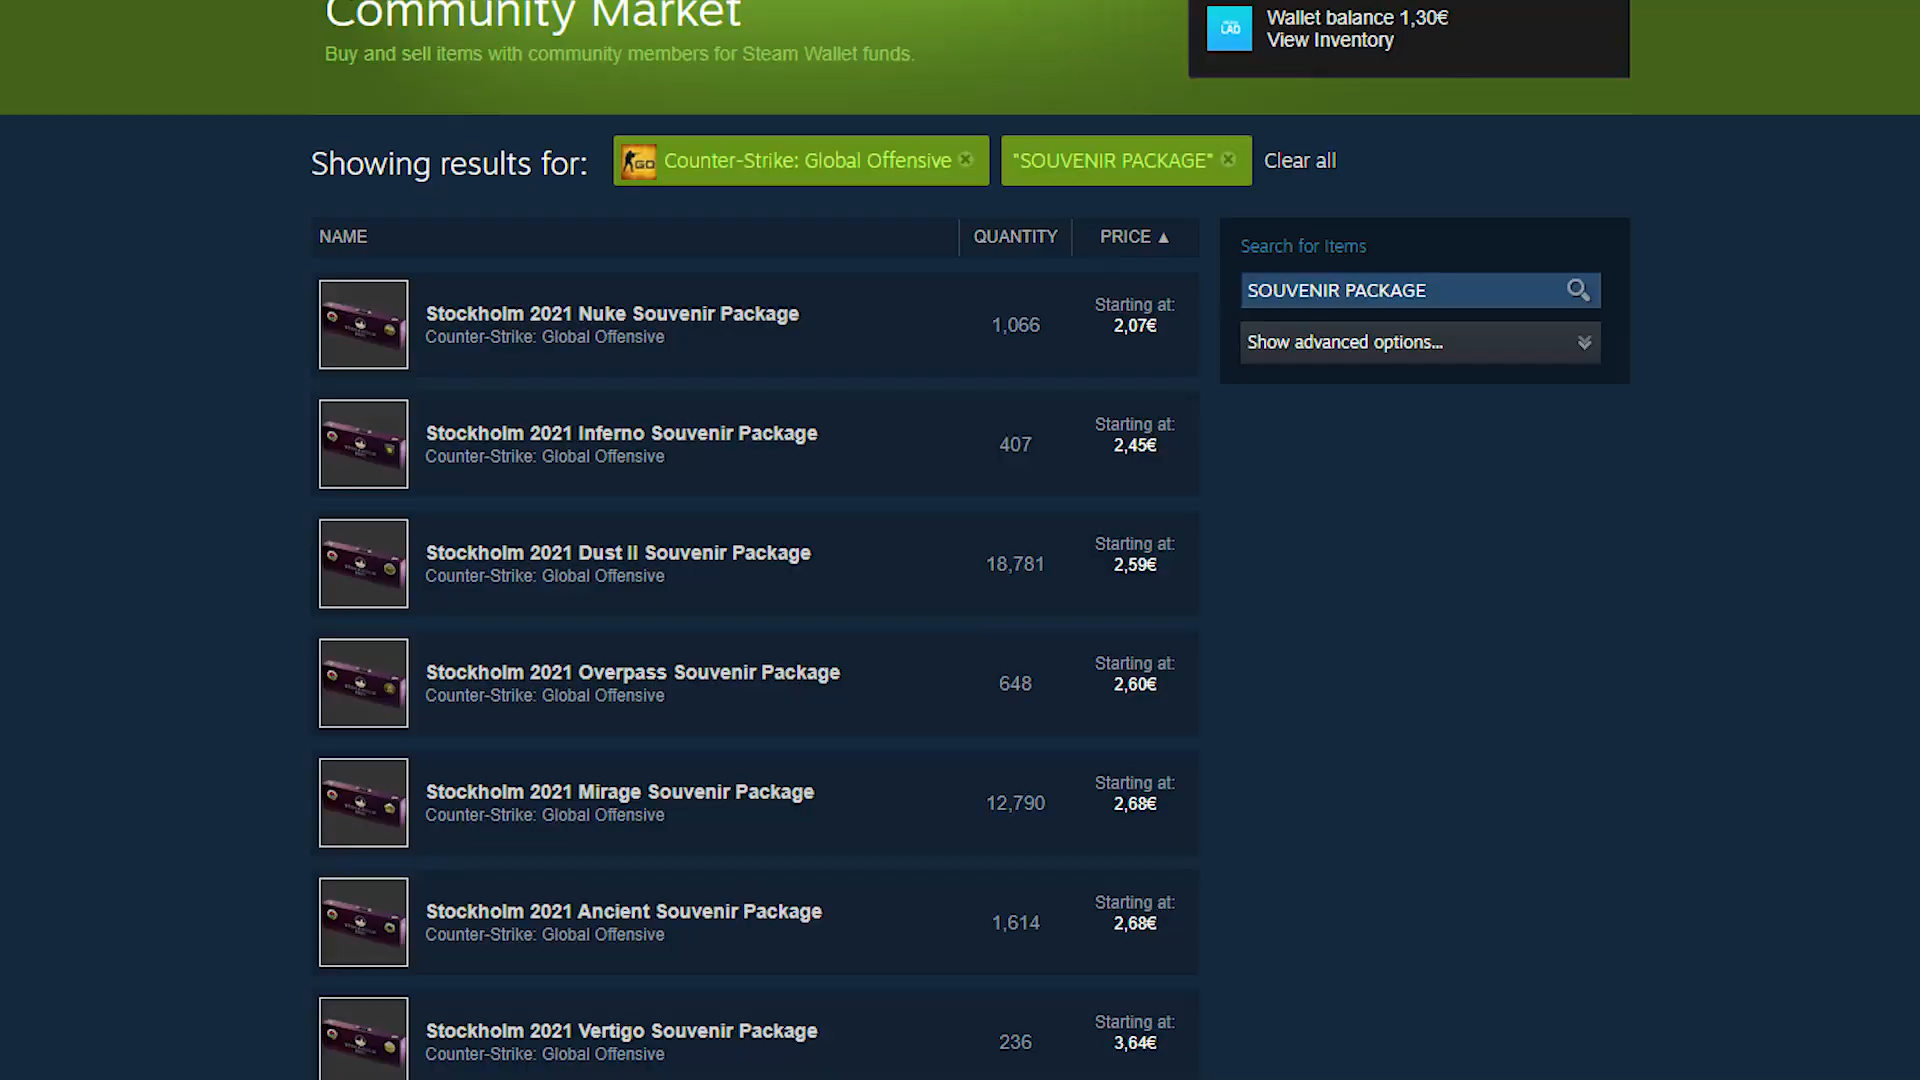 Community Market
Buy and sell items with community members for Steam Wallet funds.
LAD
Wallet balance 1,30€
View Inventory
Showing results for:
GO
Counter-Strike: Global Offensive
"SOUVENIR PACKAGE"
Clear all
NAME
QUANTITY
PRICE ▲
Stockholm 2021 Nuke Souvenir Package
Counter-Strike: Global Offensive
1,066
Starting at:
2,07€
Stockholm 2021 Inferno Souvenir Package
Counter-Strike: Global Offensive
407
Starting at:
2,45€
Stockholm 2021 Dust II Souvenir Package
Counter-Strike: Global Offensive
18,781
Starting at:
2,59€
Stockholm 2021 Overpass Souvenir Package
Counter-Strike: Global Offensive
648
Starting at:
2,60€
Stockholm 2021 Mirage Souvenir Package
Counter-Strike: Global Offensive
12,790
Starting at:
2,68€
Stockholm 2021 Ancient Souvenir Package
Counter-Strike: Global Offensive
1,614
Starting at:
2,68€
Stockholm 2021 Vertigo Souvenir Package
Counter-Strike: Global Offensive
236
Starting at:
3,64€
Search for Items
SOUVENIR PACKAGE
Show advanced options...